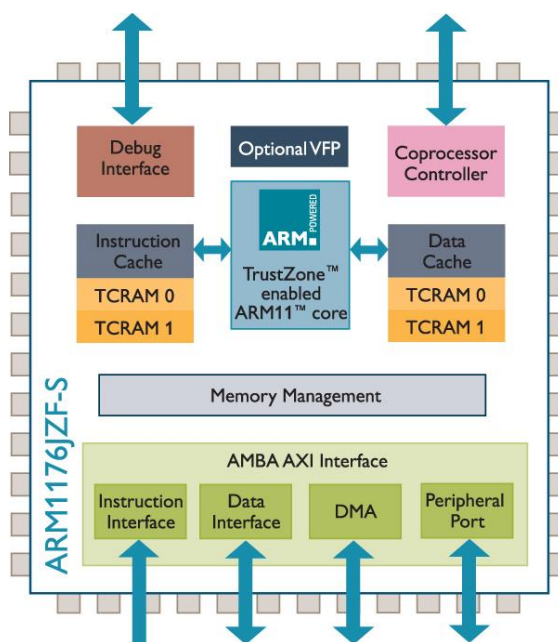 Debug
Interface
Optional VFP
Coprocessor
Controller
ARM
POWERED
TrustZone™
enabled
ARM11™ core
Instruction
Cache
TCRAM 0
TCRAM 1
Data
Cache
TCRAM 0
TCRAM 1
Memory Management
ARM1176JZF-S
AMBA AXI Interface
Instruction
Interface
Data
Interface
DMA
Peripheral
Port